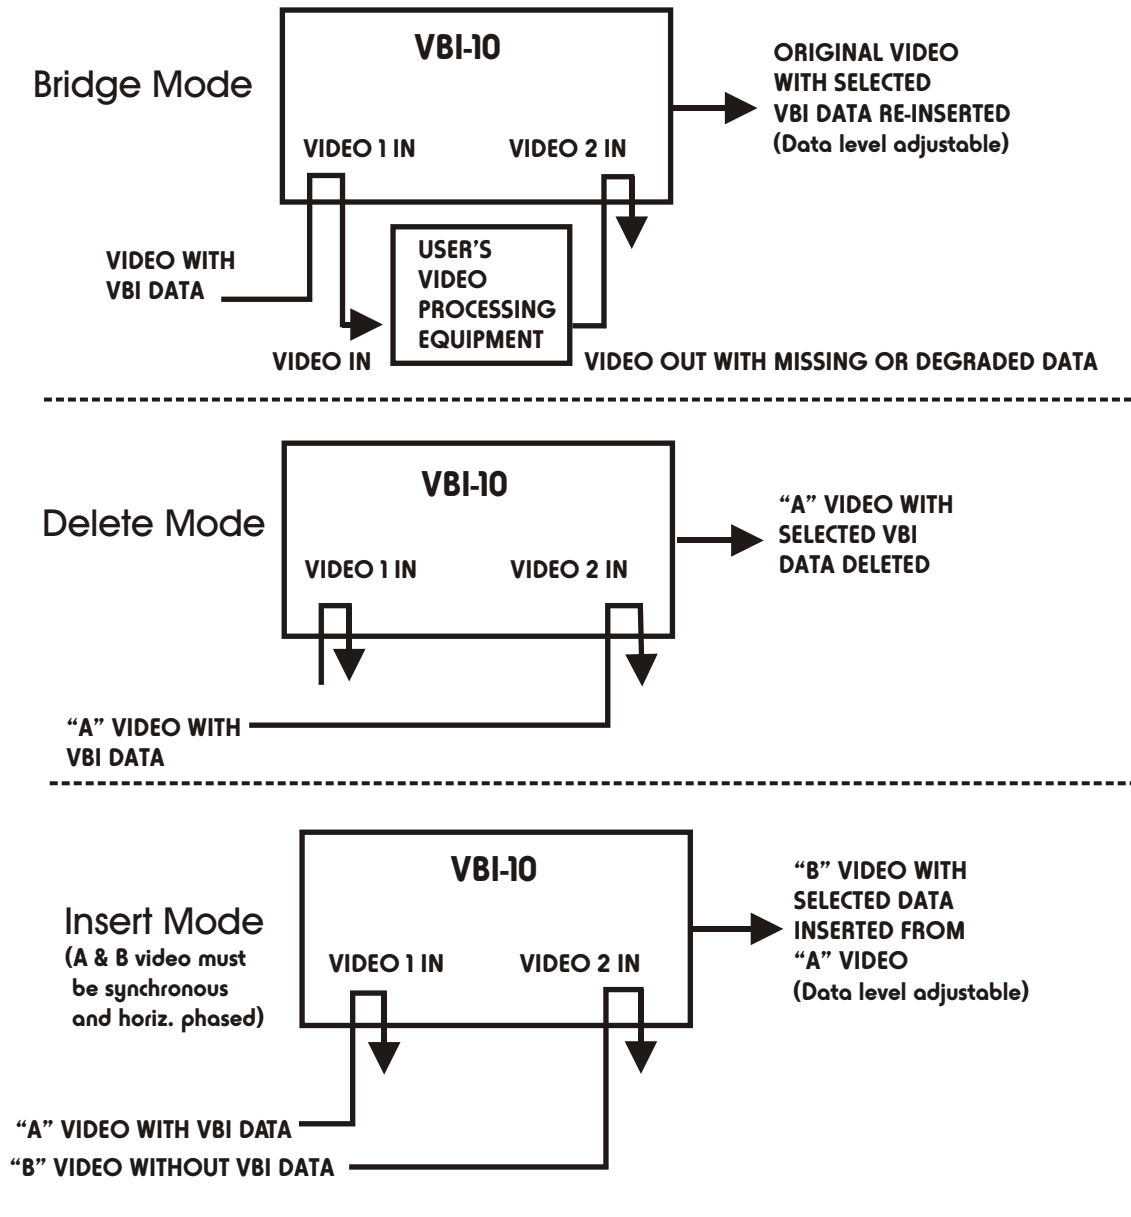 VBI-10
Bridge Mode
ORIGINAL VIDEO
WITH SELECTED
VBI DATA RE-INSERTED
(Data level adjustable)
VIDEO 1 IN
VIDEO 2 IN
VIDEO WITH
VBI DATA
USER’S
VIDEO
PROCESSING
EQUIPMENT
VIDEO IN
VIDEO OUT WITH MISSING OR DEGRADED DATA
VBI-10
Delete Mode
“A” VIDEO WITH
SELECTED VBI
DATA DELETED
VIDEO 1 IN
VIDEO 2 IN
“A” VIDEO WITH
VBI DATA
VBI-10
Insert Mode
(A & B video must
be synchronous
and horiz. phased)
“B” VIDEO WITH
SELECTED DATA
INSERTED FROM
“A” VIDEO
(Data level adjustable)
VIDEO 1 IN
VIDEO 2 IN
“A” VIDEO WITH VBI DATA
“B” VIDEO WITHOUT VBI DATA